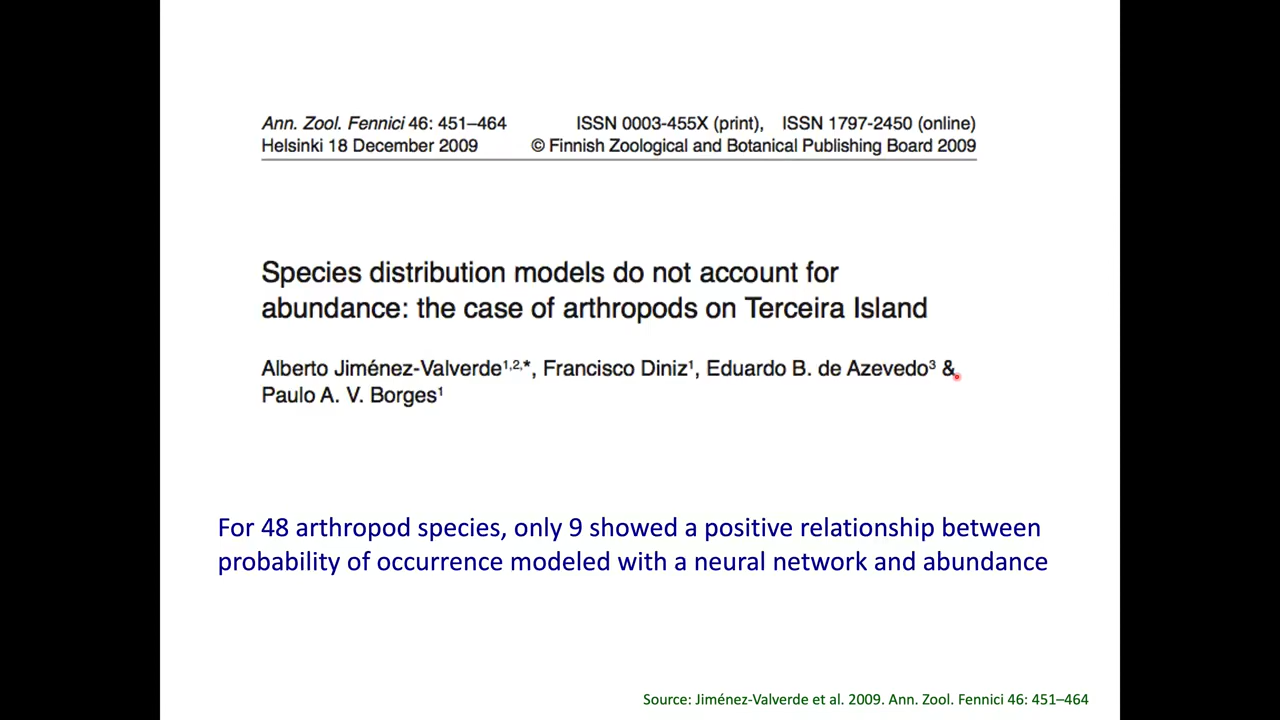 Ann. Zool. Fennici 46: 451–464 ISSN 0003-455X (print), ISSN 1797-2450 (online)
Helsinki 18 December 2009 © Finnish Zoological and Botanical Publishing Board 2009
Species distribution models do not account for
abundance: the case of arthropods on Terceira Island
Alberto Jiménez-Valverde¹,²,*, Francisco Diniz¹, Eduardo B. de Azevedo³ &
Paulo A. V. Borges¹
For 48 arthropod species, only 9 showed a positive relationship between
probability of occurrence modeled with a neural network and abundance
Source: Jiménez-Valverde et al. 2009. Ann. Zool. Fennici 46: 451–464